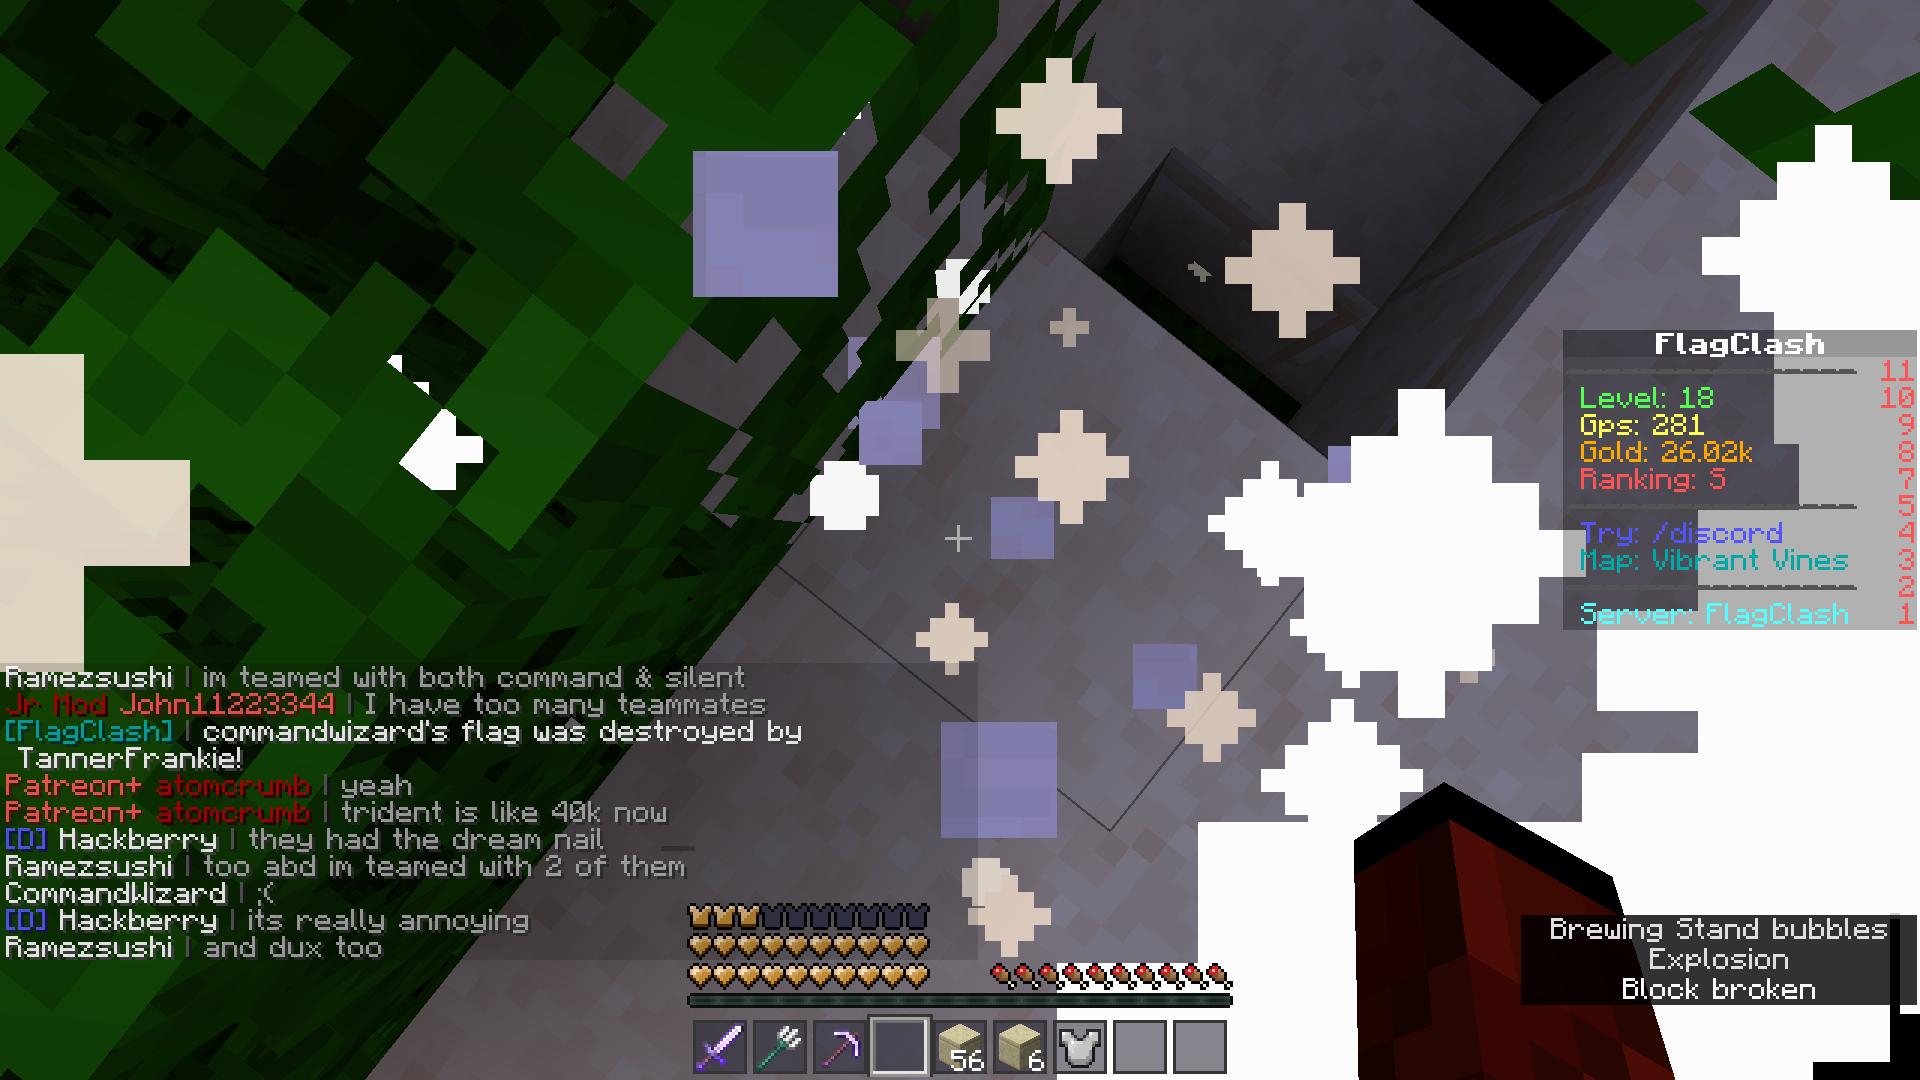 FlagClash
11
Level: 18 10
Gps: 281 9
Gold: 26.02k 8
Ranking: 5 7
5
Try: /discord 4
Map: Vibrant Vines 3
2
Server: FlagClash 1
Ramezsushi | im teamed with both command & silent
Jr Mod John11223344 | I have too many teammates
[FlagClash] | commandwizard's flag was destroyed by
TannerFrankie!
Patreon+ atomcrumb | yeah
Patreon+ atomcrumb | trident is like 40k now
[D] Hackberry | they had the dream nail
Ramezsushi | too abd im teamed with 2 of them
CommandWizard | ;(
[D] Hackberry | its really annoying
Ramezsushi | and dux too
Brewing Stand bubbles
Explosion
Block broken
56
6